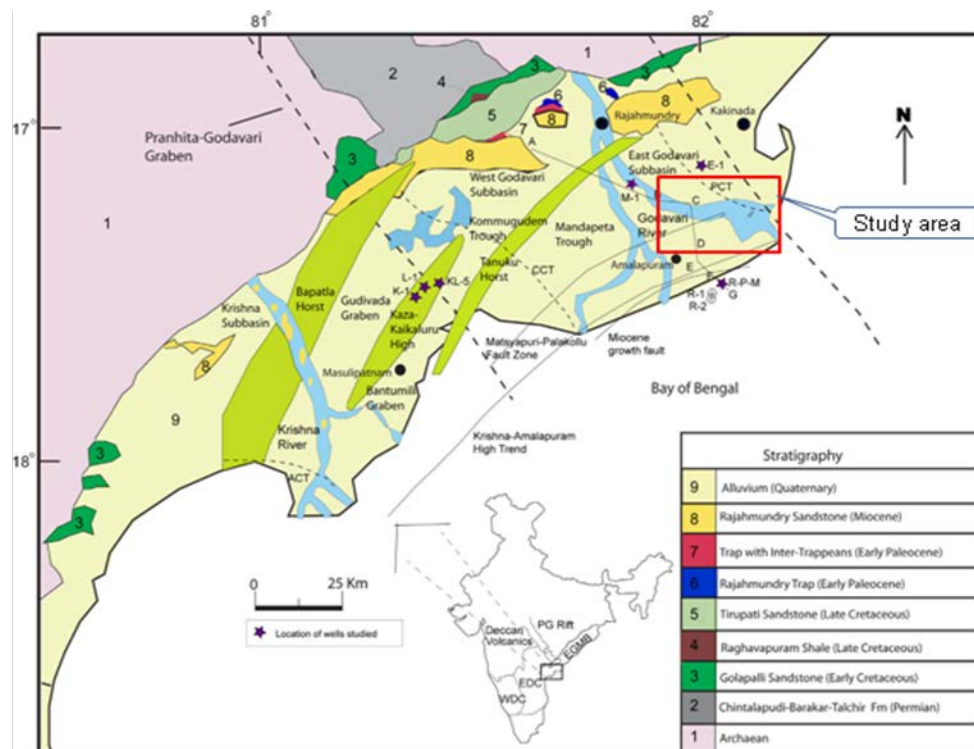 81°
82°
1
3
6
3
2
4
6
8
5
Rajahmundry
Kakinada
N
17°
Pranhita-Godavari
Graben
7
8
A
8
East Godavari
Subbasin
E-1
3
West Godavari
Subbasin
M-1
PCT
C
1
Kommugudem
Trough
Mandapeta
Trough
Godavari
River
Study area
D
L-1
KL-5
K-1
Tanuku
Horst
CCT
Amalapuram
E
F
R-P-M
G
R-1
R-2
Bapatla
Horst
Gudivada
Graben
Kaza-
Kaikaluru
High
Krishna
Subbasin
Matsyapuri-Palakollu
Fault Zone
Miocene
growth fault
8
Masulipatnam
Bantumilli
Graben
Bay of Bengal
9
Krishna
River
Krishna-Amalapuram
High Trend
3
18°
ACT
3
0
25 Km
Location of wells studied
PG Rift
Deccan
Volcanics
EGMB
EDC
WDC
Stratigraphy
9 Alluvium (Quaternary)
8 Rajahmundry Sandstone (Miocene)
7 Trap with Inter-Trappeans (Early Paleocene)
6 Rajahmundry Trap (Early Paleocene)
5 Tirupati Sandstone (Late Cretaceous)
4 Raghavapuram Shale (Late Cretaceous)
3 Golapalli Sandstone (Early Cretaceous)
2 Chintalapudi-Barakar-Talchir Fm (Permian)
1 Archaean